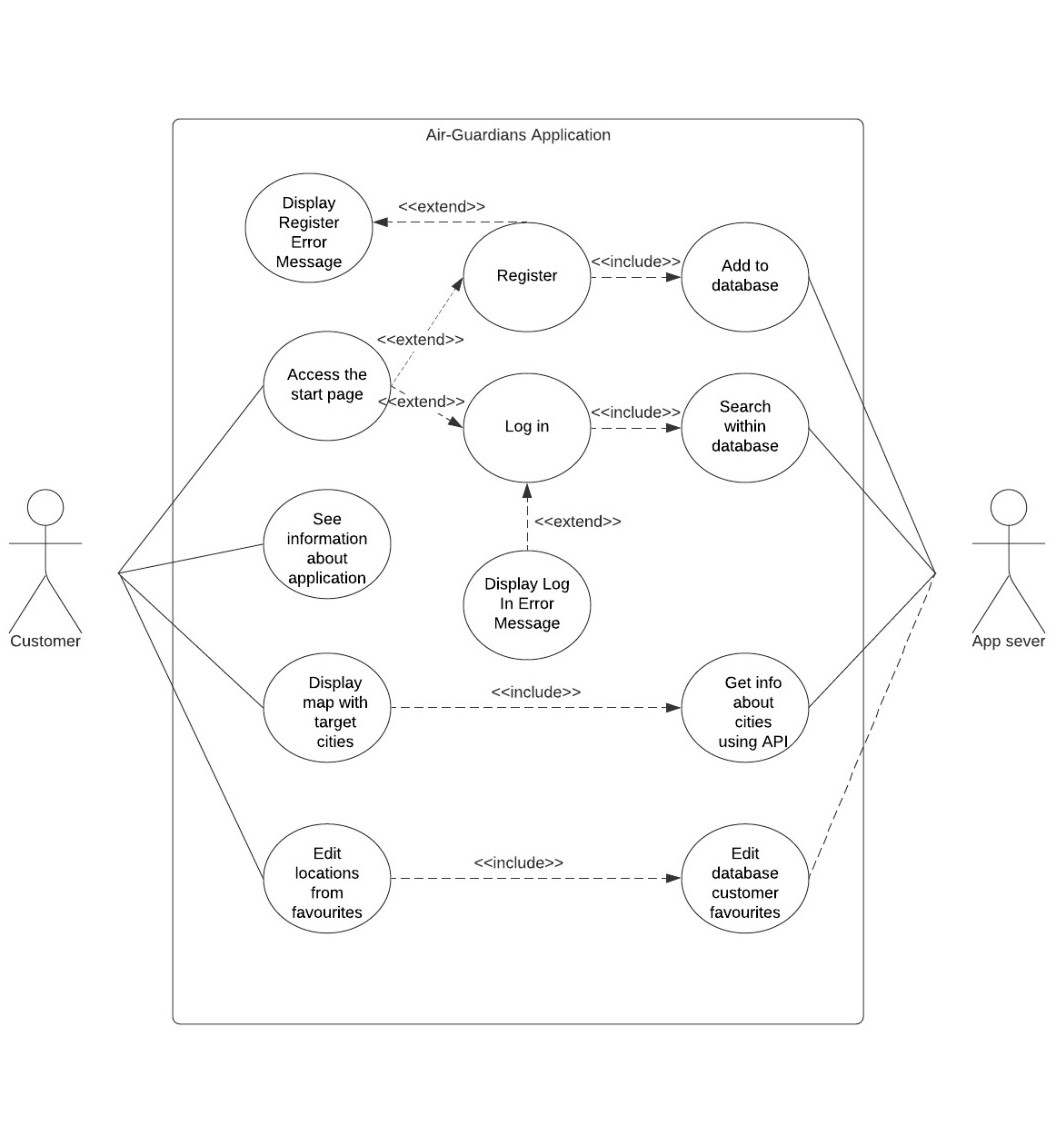 Air-Guardians Application
Display
Register
Error
Message
<<extend>>
Register
<<include>>
Add to
database
<<extend>>
Access the
start page
<<extend>>
Log in
<<include>>
Search
within
database
See
information
about
application
<<extend>>
Display Log
In Error
Message
Customer
App sever
Display
map with
target
cities
<<include>>
Get info
about
cities
using API
Edit
locations
from
favourites
<<include>>
Edit
database
customer
favourites